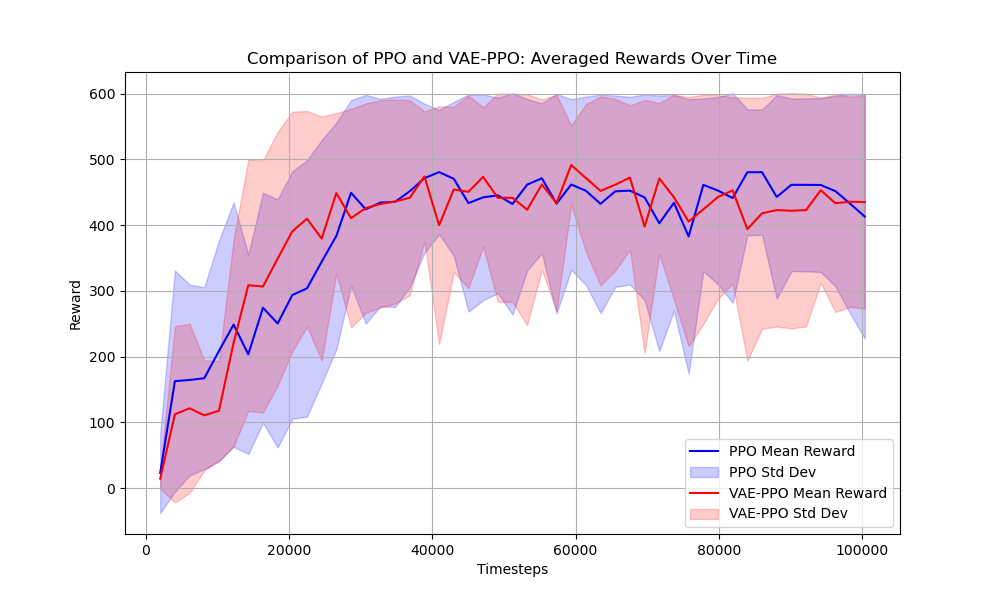 Comparison of PPO and VAE-PPO: Averaged Rewards Over Time
600
500
400
300
200
100
0
Reward
0 20000 40000 60000 80000 100000
Timesteps
PPO Mean Reward
PPO Std Dev
VAE-PPO Mean Reward
VAE-PPO Std Dev